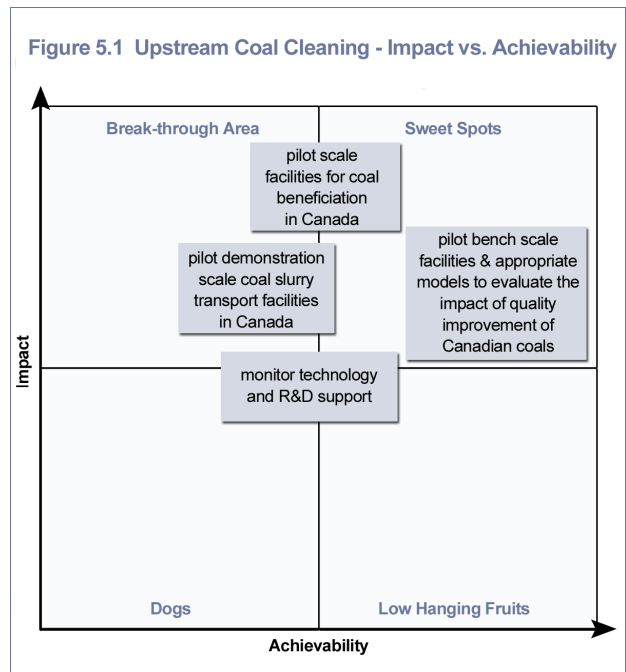 Figure 5.1 Upstream Coal Cleaning - Impact vs. Achievability
Break-through Area
Sweet Spots
pilot scale
facilities for coal
beneficiation
in Canada
pilot demonstration
scale coal slurry
transport facilities
in Canada
pilot bench scale
facilities & appropriate
models to evaluate the
impact of quality
improvement of
Canadian coals
Impact
monitor technology
and R&D support
Dogs
Low Hanging Fruits
Achievability